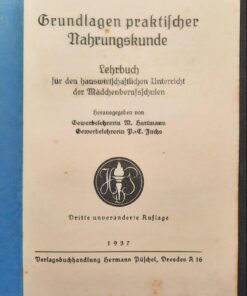 Grundlagen praktischer
Nahrungskunde
Lehrbuch
für den hauswirtschaftlichen Unterricht
der Mädchenberufsschulen
Herausgegeben von
Gewerbelehrerin M. Hartmann
Gewerbelehrerin P.-E. Fuchs
Dritte unveränderte Auflage
1937
Verlagsbuchhandlung Hermann Püschel, Dresden A 16